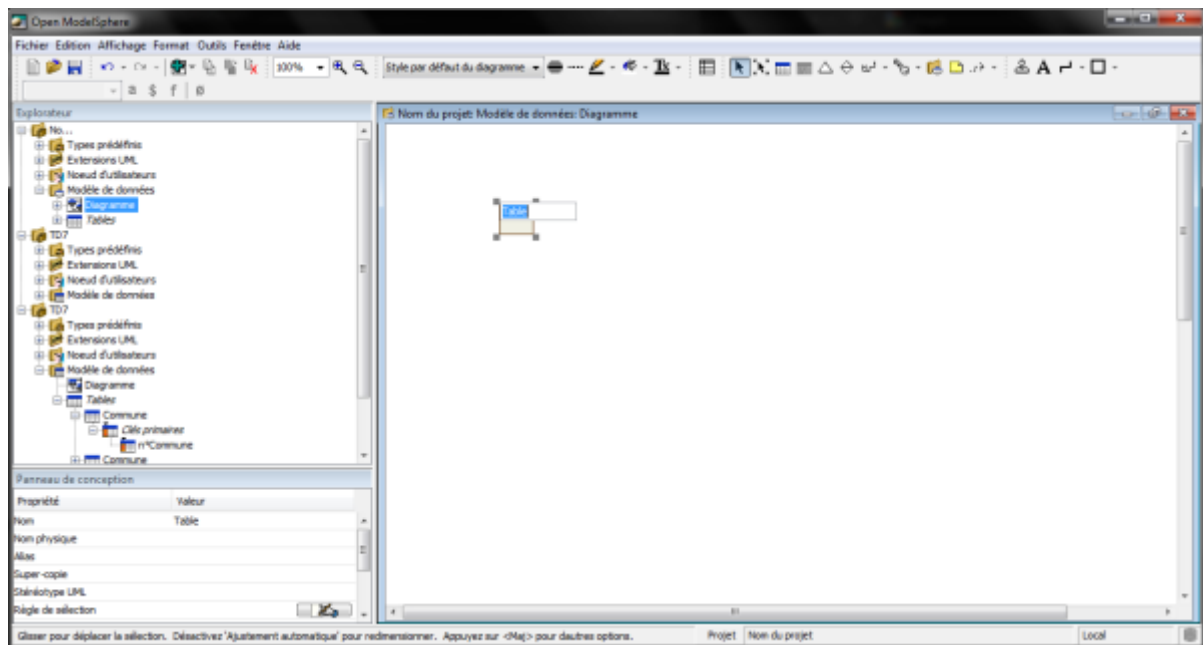 Open ModelSphere
Fichier Edition Affichage Format Outils Fenêtre Aide
100% Style par défaut du diagramme
a $ f Ø
Explorateur
No...
Types prédéfinis
Extensions UML
Noeud d'utilisateurs
Modèle de données
Diagramme
Tables
TD7
Types prédéfinis
Extensions UML
Noeud d'utilisateurs
Modèle de données
TD7
Types prédéfinis
Extensions UML
Noeud d'utilisateurs
Modèle de données
Diagramme
Tables
Commune
Clés primaires
n°Commune
Commune
Panneau de conception
Propriété Valeur
Nom Table
Nom physique
Alias
Super-copie
Stéréotype UML
Règle de sélection
Nom du projet: Modèle de données: Diagramme
Table
Glisser pour déplacer la sélection. Désactivez 'Ajustement automatique' pour redimensionner. Appuyez sur <Maj> pour dautres options. Projet Nom du projet Local